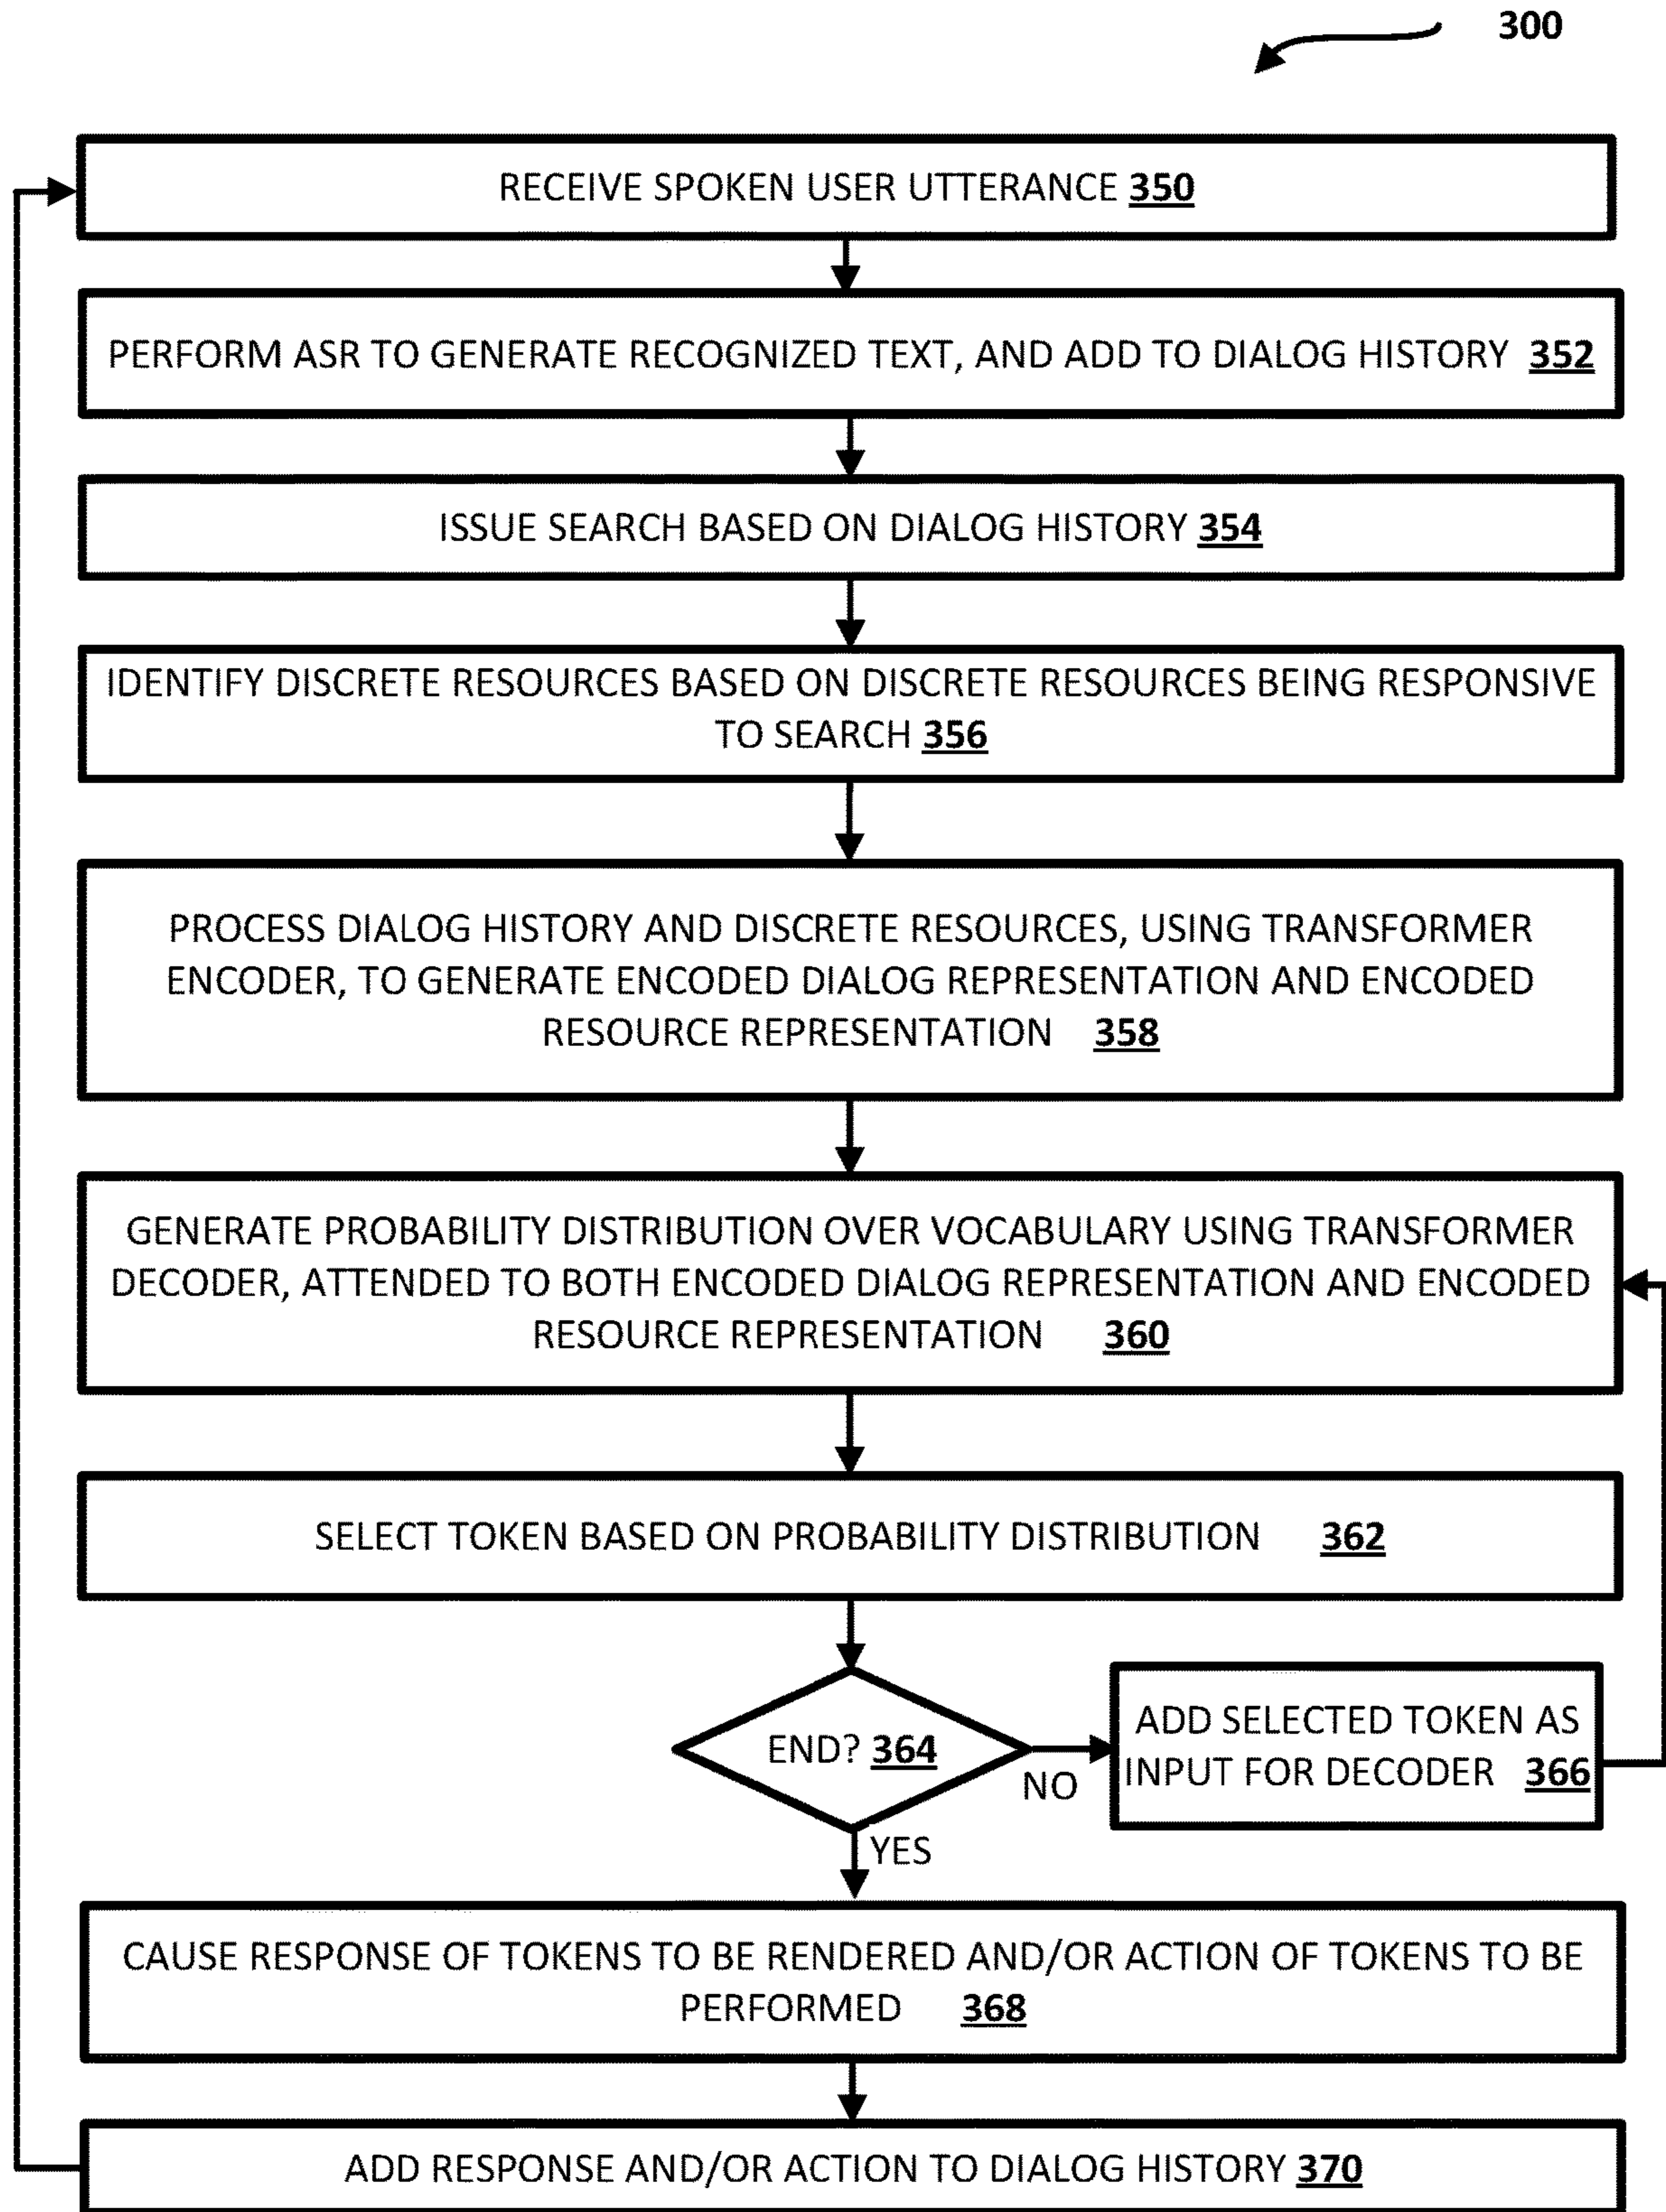 300
RECEIVE SPOKEN USER UTTERANCE 350
PERFORM ASR TO GENERATE RECOGNIZED TEXT, AND ADD TO DIALOG HISTORY 352
ISSUE SEARCH BASED ON DIALOG HISTORY 354
IDENTIFY DISCRETE RESOURCES BASED ON DISCRETE RESOURCES BEING RESPONSIVE
TO SEARCH 356
PROCESS DIALOG HISTORY AND DISCRETE RESOURCES, USING TRANSFORMER
ENCODER, TO GENERATE ENCODED DIALOG REPRESENTATION AND ENCODED
RESOURCE REPRESENTATION 358
GENERATE PROBABILITY DISTRIBUTION OVER VOCABULARY USING TRANSFORMER
DECODER, ATTENDED TO BOTH ENCODED DIALOG REPRESENTATION AND ENCODED
RESOURCE REPRESENTATION 360
SELECT TOKEN BASED ON PROBABILITY DISTRIBUTION 362
END? 364
NO
ADD SELECTED TOKEN AS
INPUT FOR DECODER 366
YES
CAUSE RESPONSE OF TOKENS TO BE RENDERED AND/OR ACTION OF TOKENS TO BE
PERFORMED 368
ADD RESPONSE AND/OR ACTION TO DIALOG HISTORY 370